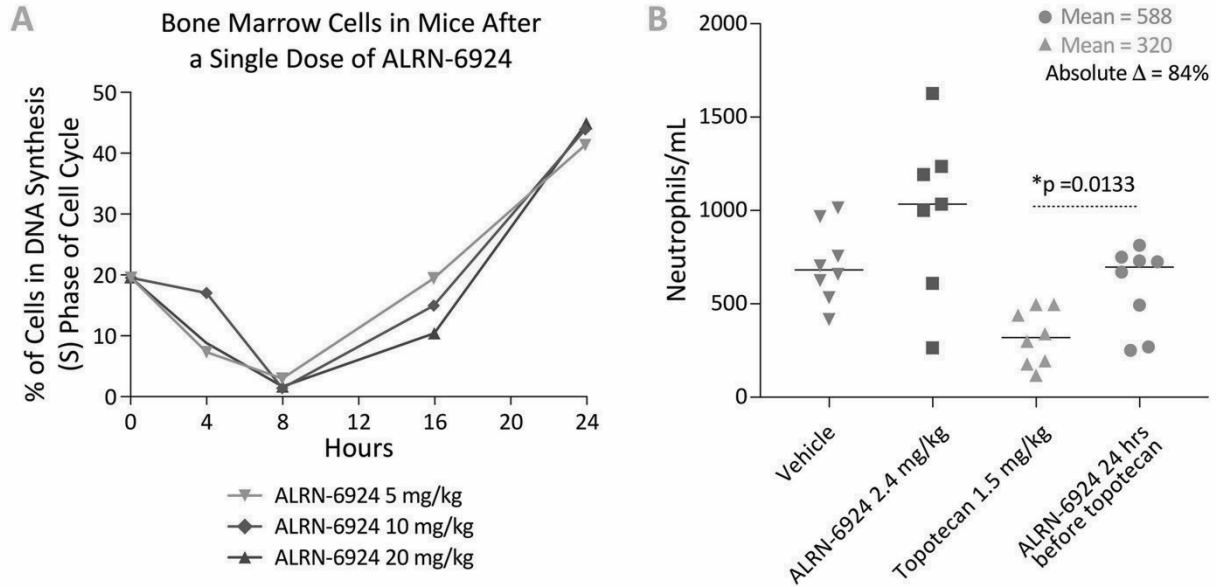 A
Bone Marrow Cells in Mice After
a Single Dose of ALRN-6924
% of Cells in DNA Synthesis
(S) Phase of Cell Cycle
50
40
30
20
10
0
0 4 8 12 16 20 24
Hours
ALRN-6924 5 mg/kg
ALRN-6924 10 mg/kg
ALRN-6924 20 mg/kg
B
Mean = 588
Mean = 320
Absolute Δ = 84%
Neutrophils/mL
2000
1500
1000
500
0
*p =0.0133
Vehicle
ALRN-6924 2.4 mg/kg
Topotecan 1.5 mg/kg
ALRN-6924 24 hrs
before topotecan